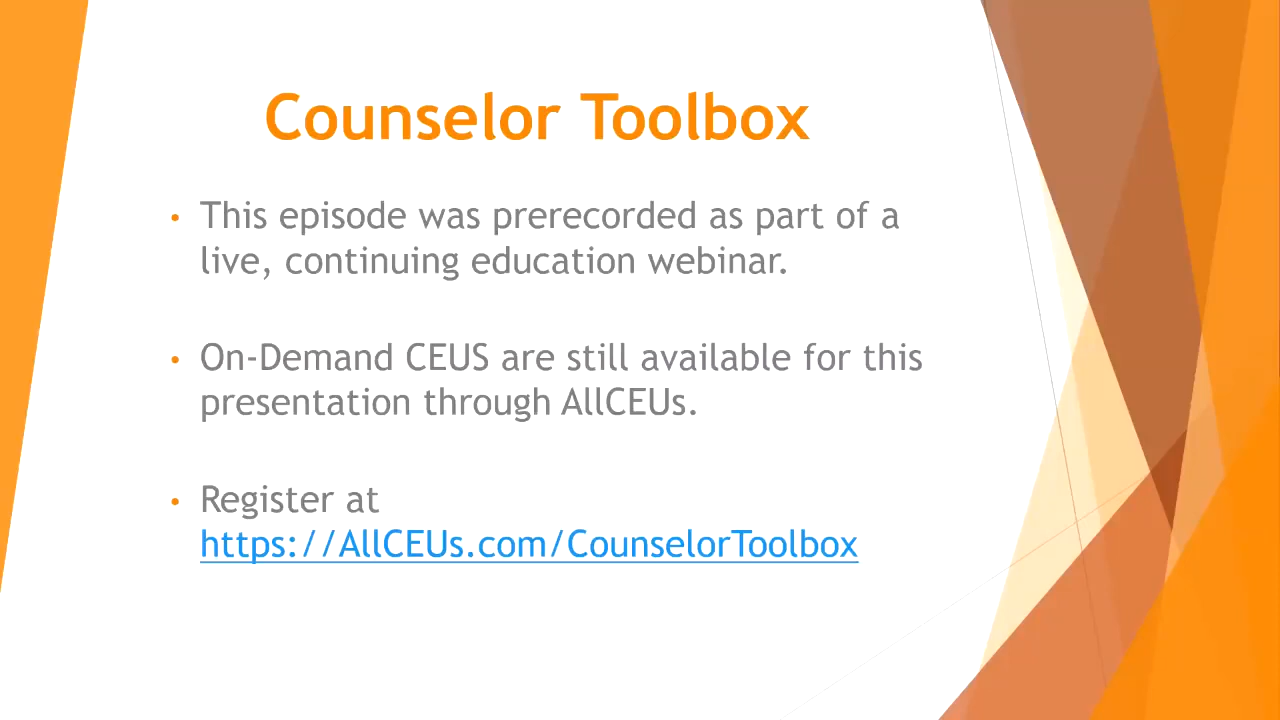 Counselor Toolbox
• This episode was prerecorded as part of a
live, continuing education webinar.
• On-Demand CEUS are still available for this
presentation through AllCEUs.
• Register at
https://AllCEUs.com/CounselorToolbox